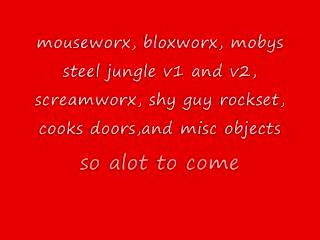 mouseworx, bloxworx, mobys
steel jungle v1 and v2,
screamworx, shy guy rockset,
cooks doors,and misc objects
so alot to come